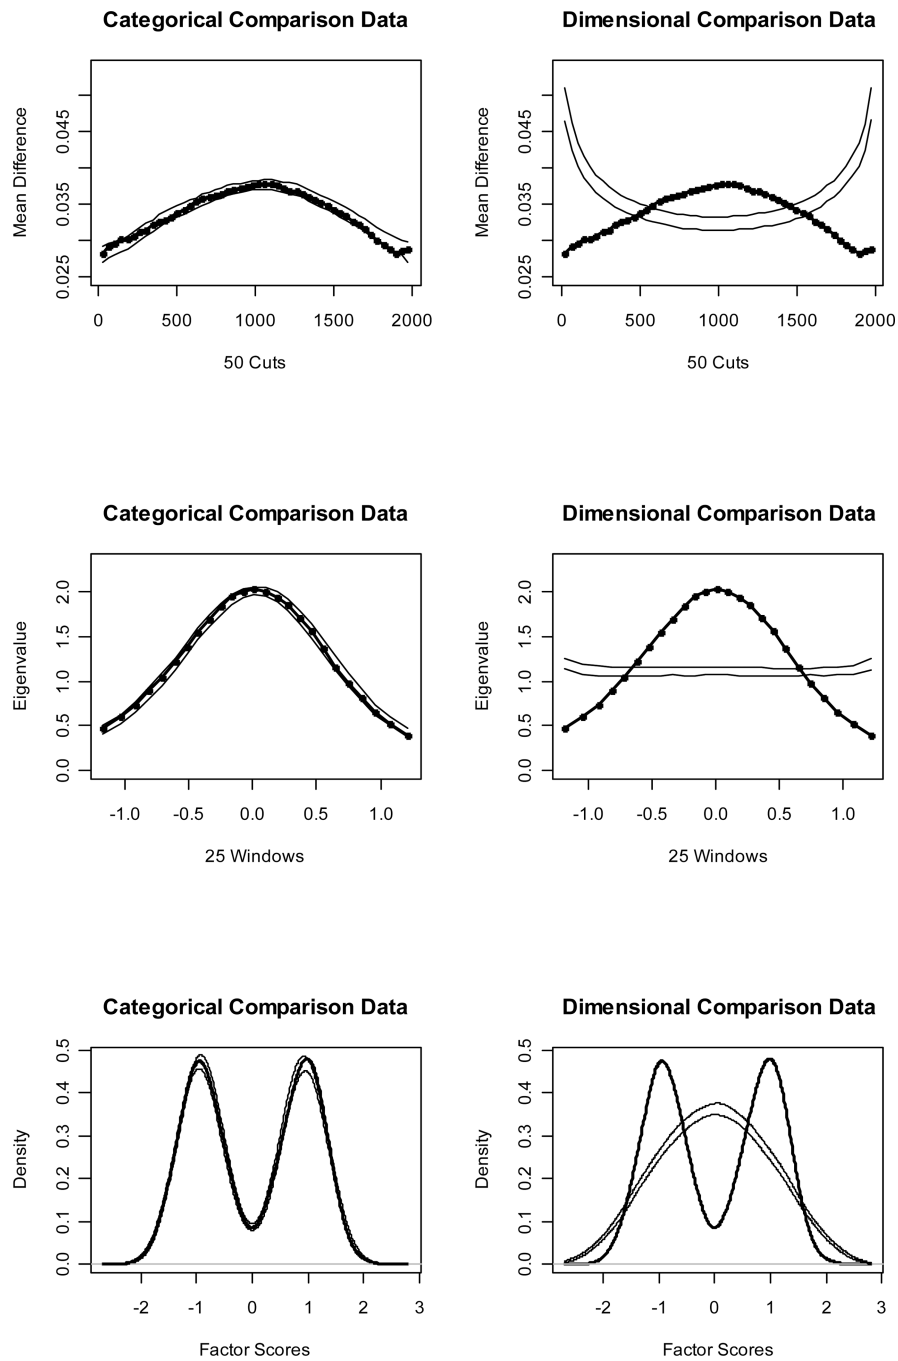 Categorical Comparison Data
Mean Difference
0.025 0.035 0.045
0 500 1000 1500 2000
50 Cuts
Dimensional Comparison Data
Mean Difference
0.025 0.035 0.045
0 500 1000 1500 2000
50 Cuts
Categorical Comparison Data
Eigenvalue
0.0 0.5 1.0 1.5 2.0
-1.0 -0.5 0.0 0.5 1.0
25 Windows
Dimensional Comparison Data
Eigenvalue
0.0 0.5 1.0 1.5 2.0
-1.0 -0.5 0.0 0.5 1.0
25 Windows
Categorical Comparison Data
Density
0.0 0.1 0.2 0.3 0.4 0.5
-2 -1 0 1 2 3
Factor Scores
Dimensional Comparison Data
Density
0.0 0.1 0.2 0.3 0.4 0.5
-2 -1 0 1 2 3
Factor Scores